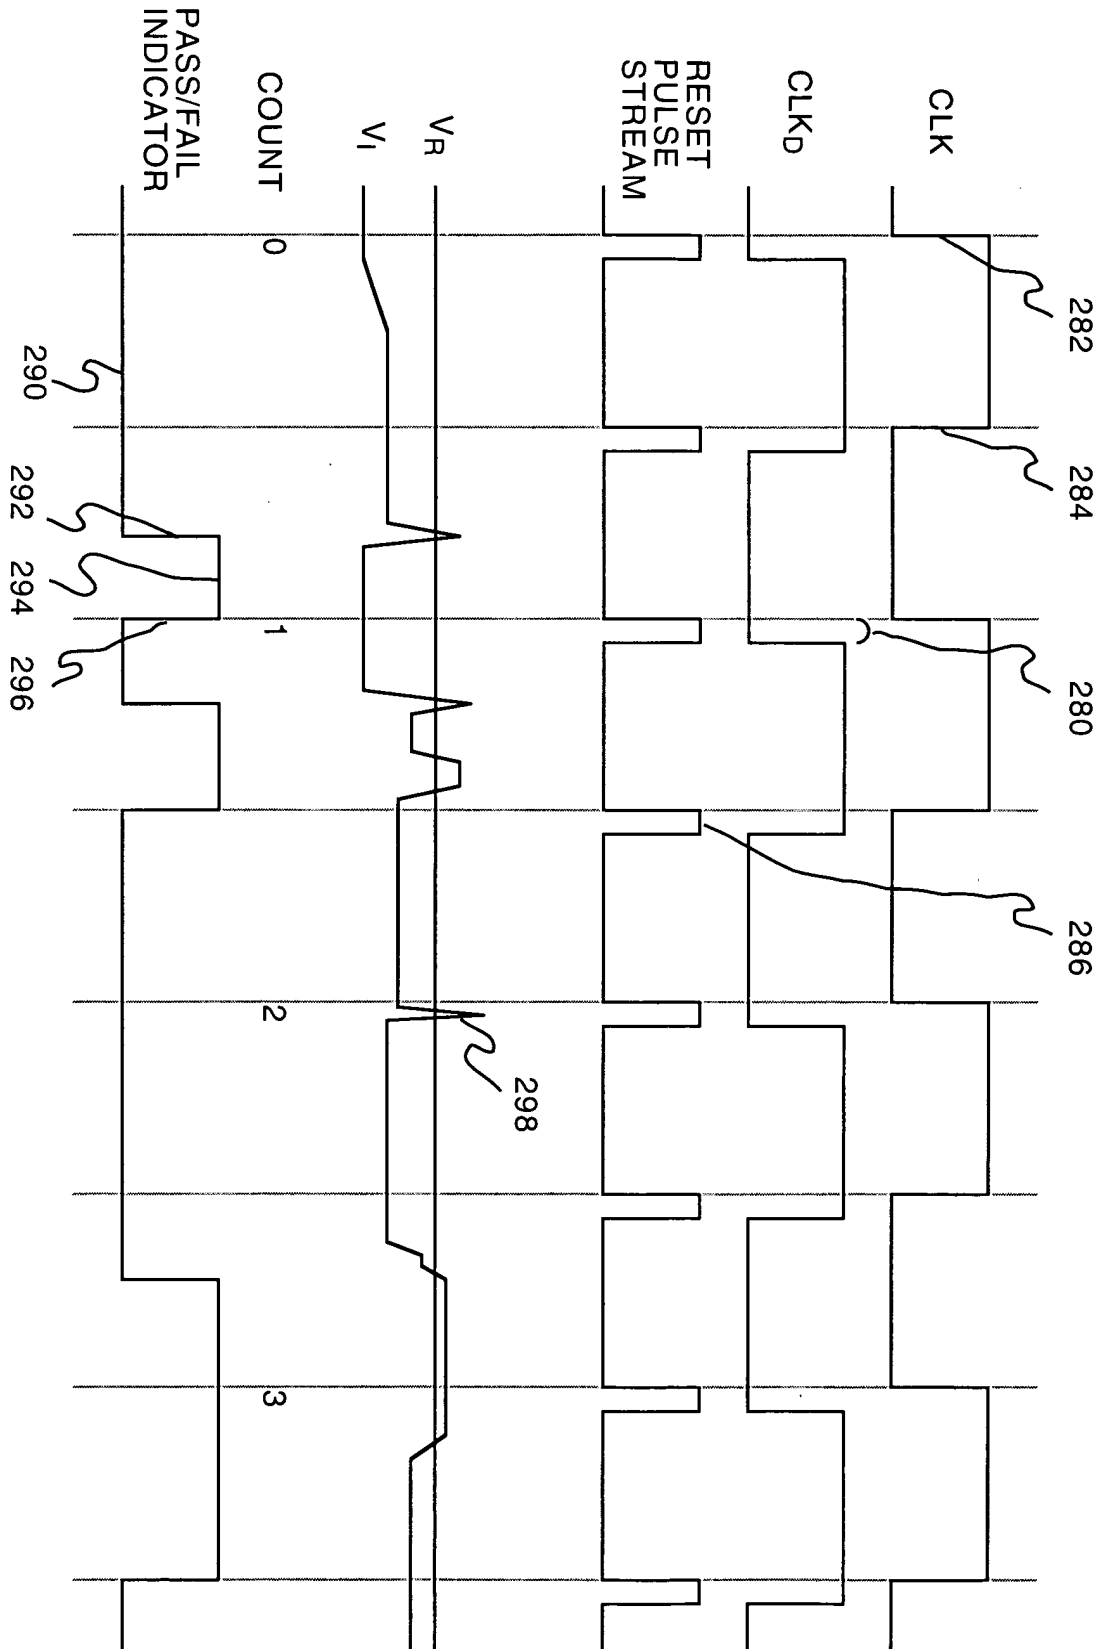 282
284
280
286
CLK
CLKD
RESET
PULSE
STREAM
298
VR
VI
COUNT
0
1
2
3
PASS/FAIL
INDICATOR
290
292
294
296